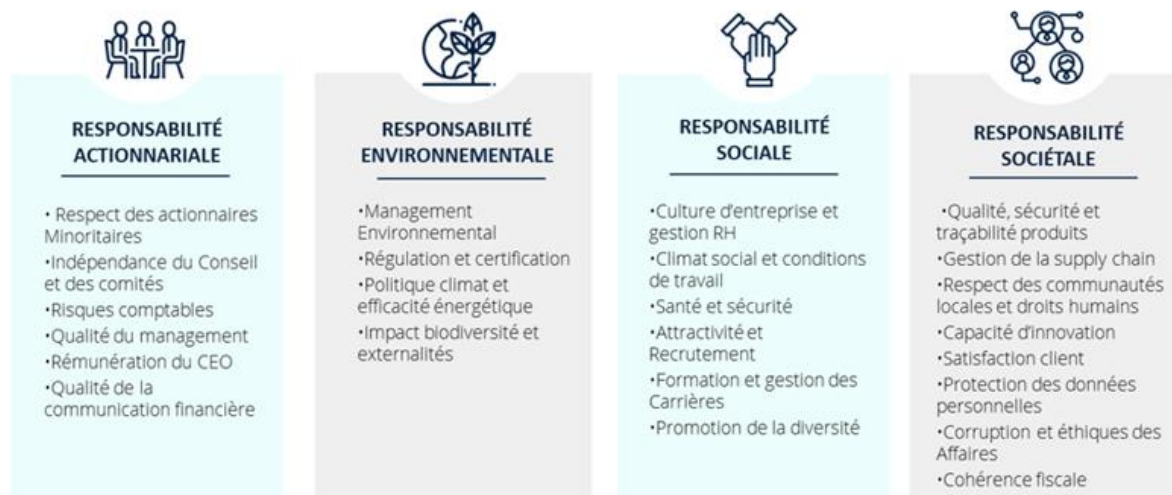 RESPONSABILITÉ
ACTIONNARIALE
• Respect des actionnaires
Minoritaires
•Indépendance du Conseil
et des comités
•Risques comptables
•Qualité du management
•Rémunération du CEO
•Qualité de la
communication financière
RESPONSABILITÉ
ENVIRONNEMENTALE
•Management
Environnemental
•Régulation et certification
•Politique climat et
efficacité énergétique
•Impact biodiversité et
externalités
RESPONSABILITÉ
SOCIALE
•Culture d'entreprise et
gestion RH
•Climat social et conditions
de travail
•Santé et sécurité
•Attractivité et
Recrutement
•Formation et gestion des
Carrières
•Promotion de la diversité
RESPONSABILITÉ
SOCIÉTALE
•Qualité, sécurité et
traçabilité produits
•Gestion de la supply chain
•Respect des communautés
locales et droits humains
•Capacité d'innovation
•Satisfaction client
•Protection des données
personnelles
•Corruption et éthiques des
Affaires
•Cohérence fiscale